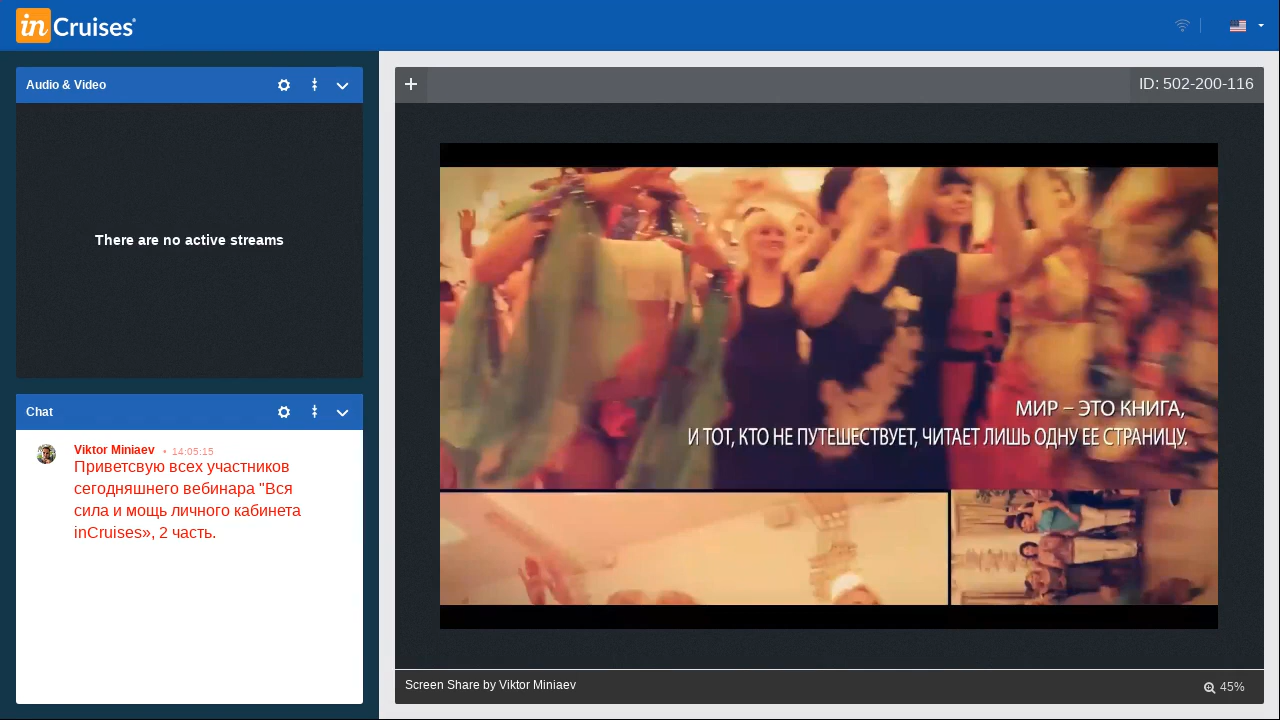 in Cruises®
Audio & Video
There are no active streams
Chat
Viktor Miniaev • 14:05:15
Приветсвую всех участников
сегодняшнего вебинара "Вся
сила и мощь личного кабинета
inCruises», 2 часть.
ID: 502-200-116
МИР – ЭТО КНИГА,
И ТОТ, КТО НЕ ПУТЕШЕСТВУЕТ, ЧИТАЕТ ЛИШЬ ОДНУ ЕЕ СТРАНИЦУ.
Screen Share by Viktor Miniaev
45%